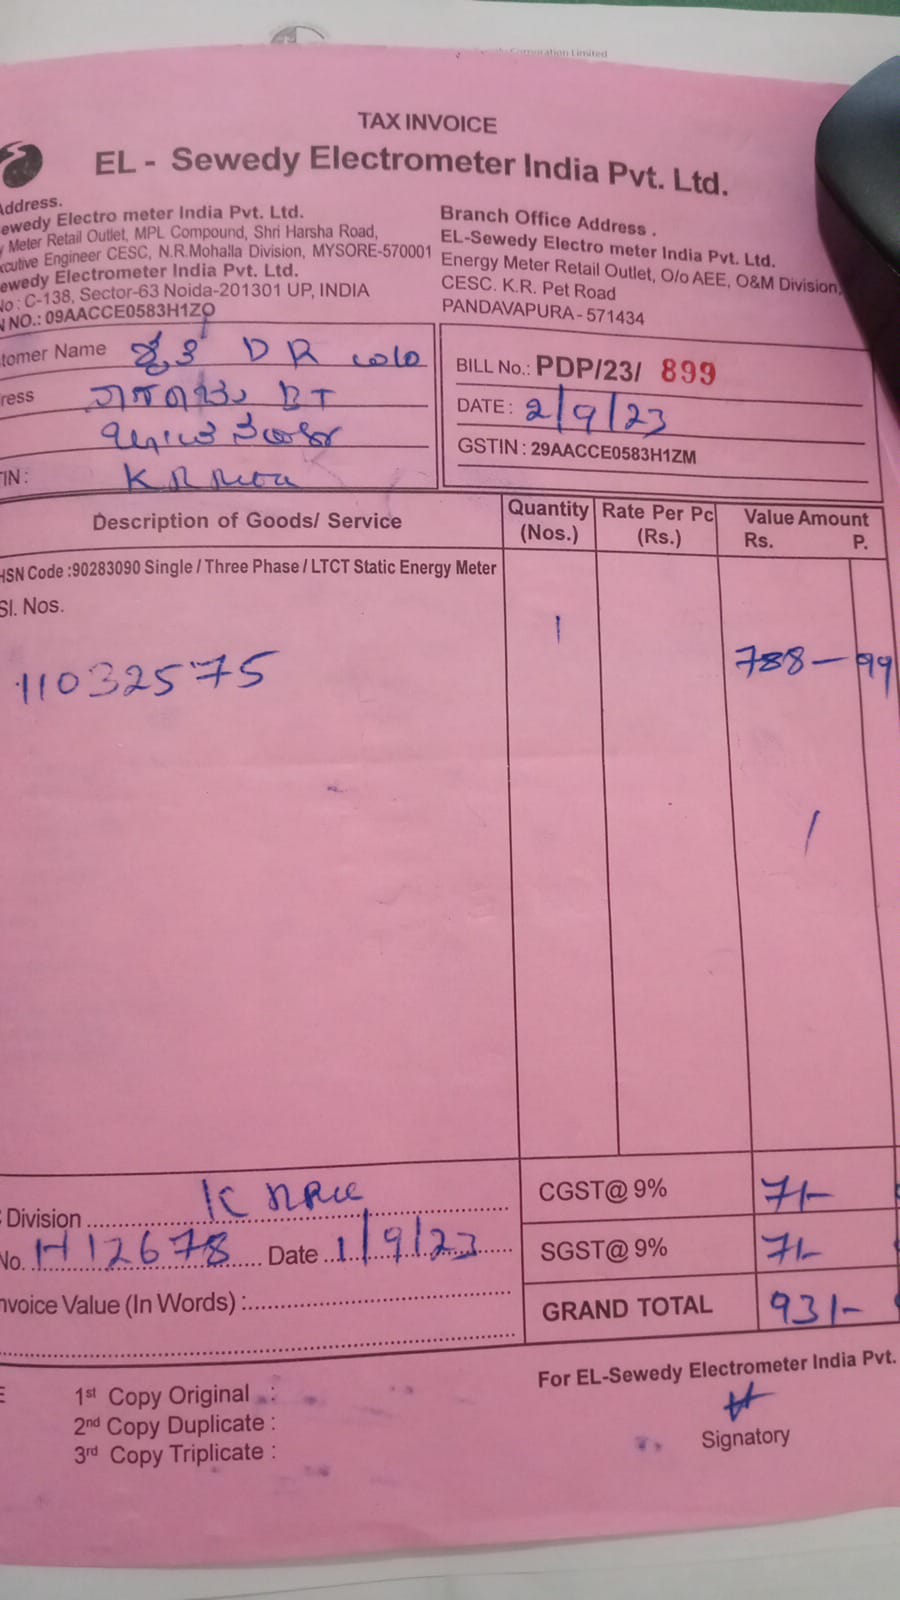 Corporation Limited
TAX INVOICE
EL - Sewedy Electrometer India Pvt. Ltd.
Address.
ewedy Electro meter India Pvt. Ltd.
Meter Retail Outlet, MPL Compound, Shri Harsha Road,
xcutive Engineer CESC, N.R.Mohalla Division, MYSORE-570001
ewedy Electrometer India Pvt. Ltd.
No : C-138, Sector-63 Noida-201301 UP, INDIA
N NO.: 09AACCE0583H1ZO
Branch Office Address .
EL-Sewedy Electro meter India Pvt. Ltd.
Energy Meter Retail Outlet, O/o AEE, O&M Division,
CESC. K.R. Pet Road
PANDAVAPURA - 571434
tomer Name D R
ress
TIN :
BILL No.: PDP/23/ 899
DATE : 2/9/23
GSTIN : 29AACCE0583H1ZM
Description of Goods/ Service Quantity (Nos.) Rate Per Pc (Rs.) Value Amount Rs. P.
HSN Code :90283090 Single / Three Phase / LTCT Static Energy Meter
Sl. Nos. 1
11032575 788 - 99
Division
CGST@ 9% 71-
No. H12678 Date 1/9/23
SGST@ 9% 71-
nvoice Value (In Words) :
GRAND TOTAL 931-
For EL-Sewedy Electrometer India Pvt.
1st Copy Original :
2nd Copy Duplicate :
3rd Copy Triplicate :
Signatory